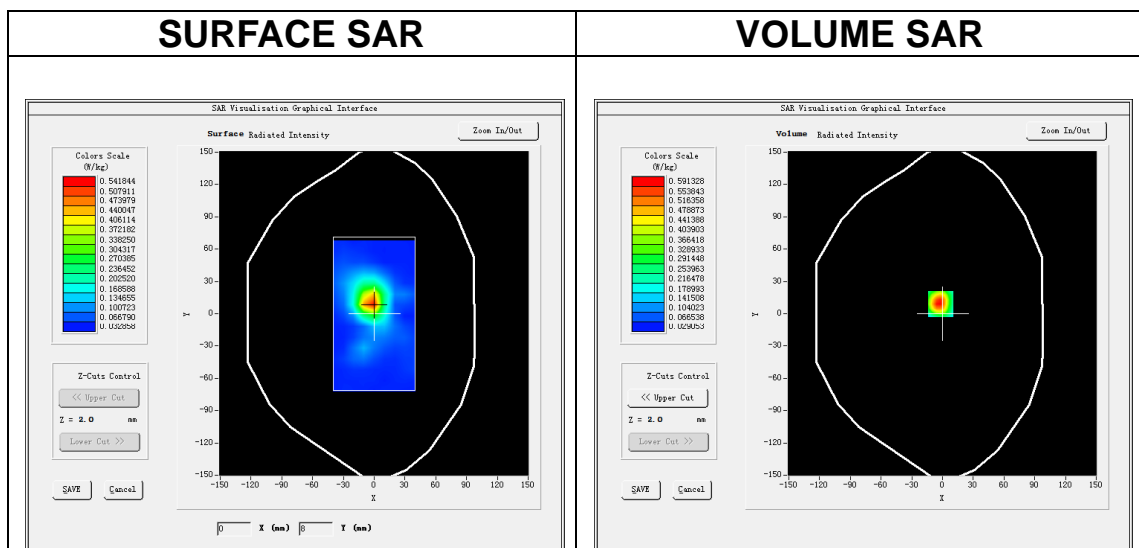 SURFACE SAR
VOLUME SAR
SAR Visualisation Graphical Interface
Surface Radiated Intensity
Zoom In/Out
Colors Scale
(W/kg)
0.541844
0.507911
0.473979
0.440047
0.406114
0.372182
0.338250
0.304317
0.270385
0.236452
0.202520
0.168588
0.134655
0.100723
0.066790
0.032858
150
120
90
60
30
0
-30
-60
-90
-120
-150
Y
-150 -120 -90 -60 -30 0 30 60 90 120 150
X
Z-Cuts Control
<< Upper Cut
Z = 2.0 mm
Lower Cut >>
SAVE Cancel
0 X (mm) 8 Y (mm)
SAR Visualisation Graphical Interface
Volume Radiated Intensity
Zoom In/Out
Colors Scale
(W/kg)
0.591328
0.553843
0.516358
0.478873
0.441388
0.403903
0.366418
0.328933
0.291448
0.253963
0.216478
0.178993
0.141508
0.104023
0.066538
0.029053
150
120
90
60
30
0
-30
-60
-90
-120
-150
Y
-150 -120 -90 -60 -30 0 30 60 90 120 150
X
Z-Cuts Control
<< Upper Cut
Z = 2.0 mm
Lower Cut >>
SAVE Cancel